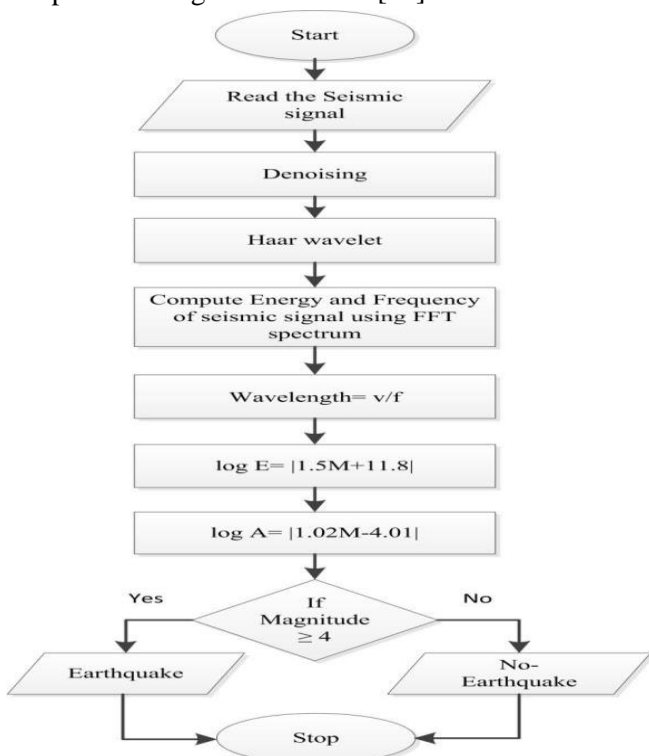 Start
Read the Seismic
signal
Denoising
Haar wavelet
Compute Energy and Frequency
of seismic signal using FFT
spectrum
Wavelength= v/f
log E= |1.5M+11.8|
log A= |1.02M-4.01|
If
Magnitude
≥ 4
Yes
No
Earthquake
No-
Earthquake
Stop